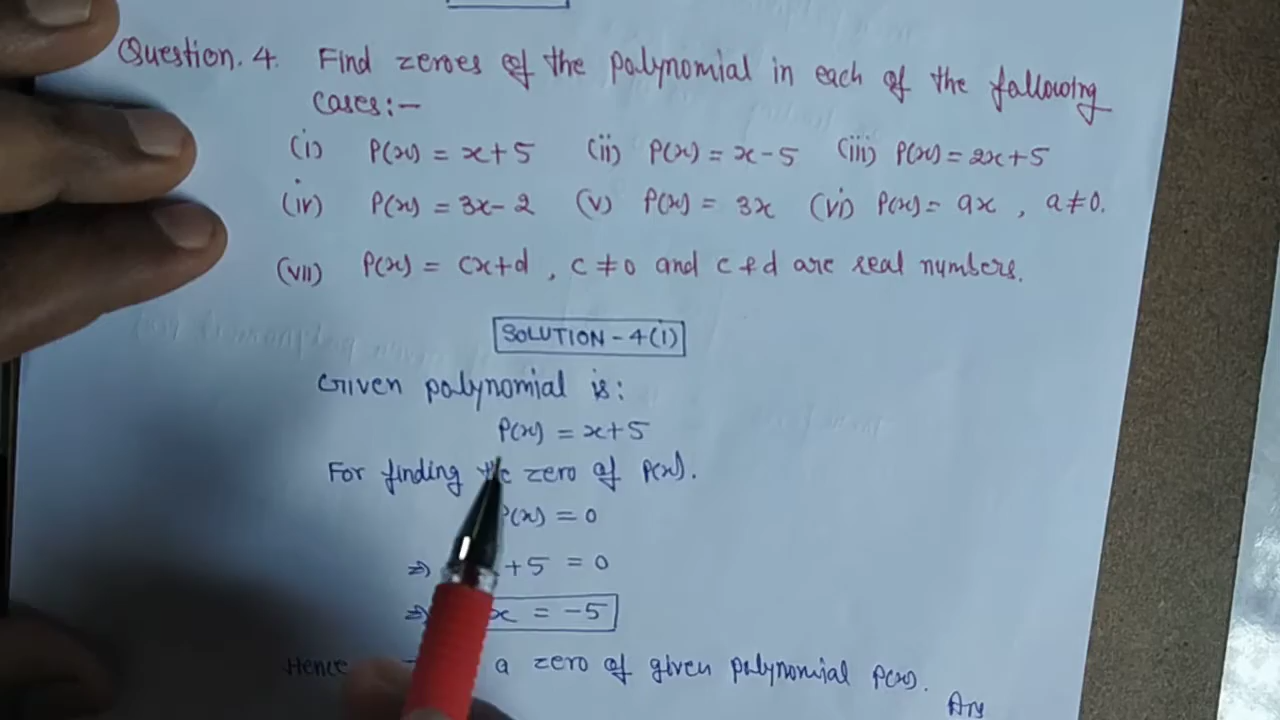 Question. 4. Find zeroes of the polynomial in each of the following
cases:-
(i) P(x) = x+5 (ii) P(x) = x-5 (iii) P(x) = 2x+5
(iv) P(x) = 3x-2 (v) P(x) = 3x (vi) P(x) = ax , a≠0.
(vii) P(x) = cx+d , c≠0 and c & d are real numbers.
SOLUTION-4(i)
Given polynomial is:
P(x) = x+5
For finding the zero of P(x).
P(x) = 0
⇒ +5 = 0
⇒ x = -5
Hence a zero of given polynomial P(x).
Ans